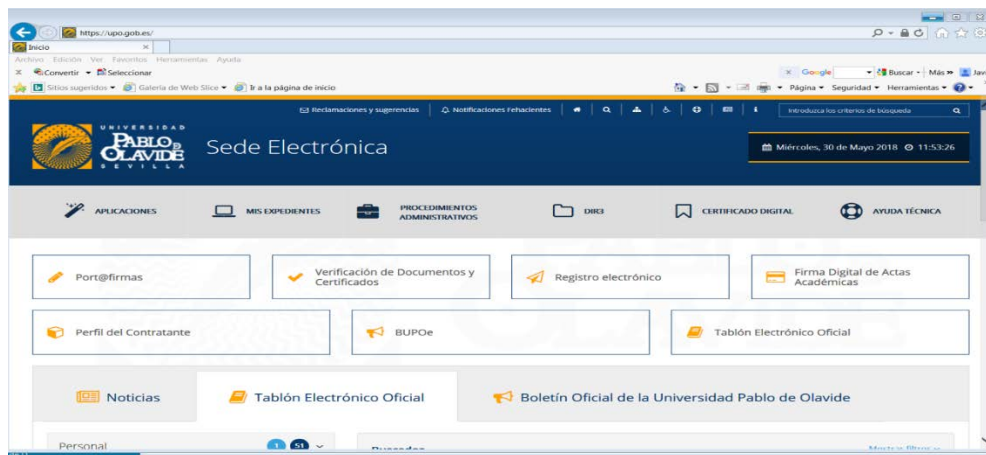 https://upo.gob.es/
Inicio
Archivo Edición Ver Favoritos Herramientas Ayuda
Convertir Seleccionar
Google Buscar Más
Sitios sugeridos Galería de Web Slice Ir a la página de inicio
Página Seguridad Herramientas
Reclamaciones y sugerencias Notificaciones Fehacientes Introduzca los criterios de búsqueda
UNIVERSIDAD
PABLO DE
OLAVIDE
SEVILLA
Sede Electrónica
Miércoles, 30 de Mayo 2018 11:53:26
APLICACIONES MIS EXPEDIENTES PROCEDIMIENTOS ADMINISTRATIVOS DIR3 CERTIFICADO DIGITAL AYUDA TÉCNICA
Port@firmas
Verificación de Documentos y
Certificados
Registro electrónico
Firma Digital de Actas
Académicas
Perfil del Contratante
BUPOe
Tablón Electrónico Oficial
Noticias
Tablón Electrónico Oficial
Boletín Oficial de la Universidad Pablo de Olavide
Personal 1 51
Buscador
Mostrar filtros